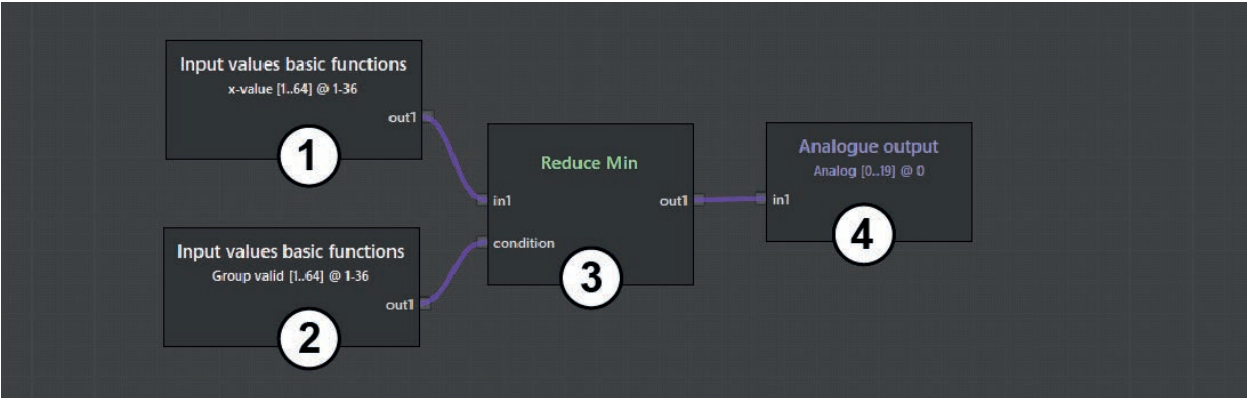 Input values basic functions
x-value [1..64] @ 1-36
out1
1
Input values basic functions
Group valid [1..64] @ 1-36
out1
2
Reduce Min
in1
out1
condition
3
Analogue output
Analog [0..19] @ 0
in1
4